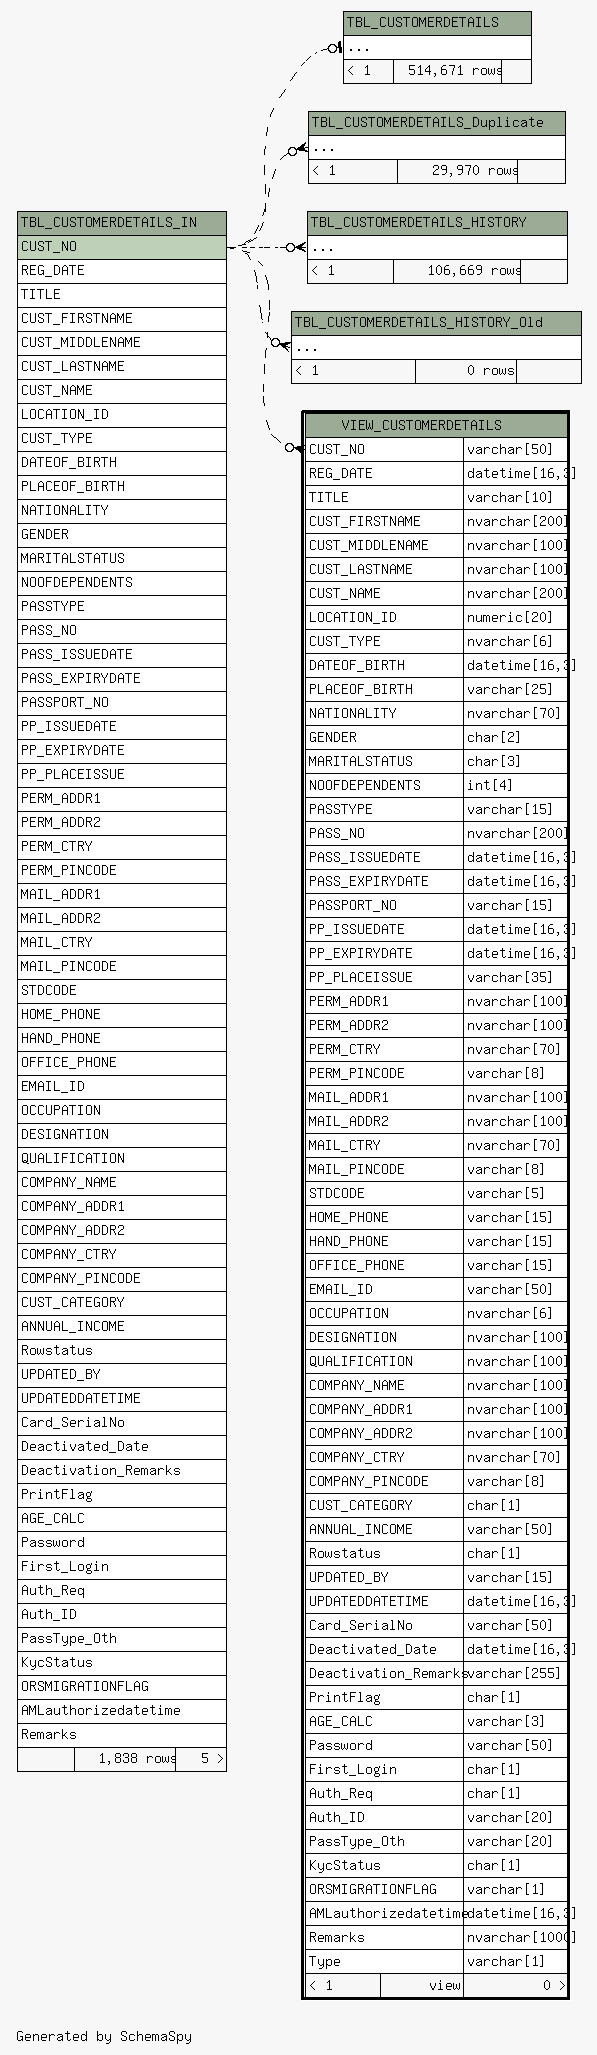 TBL_CUSTOMERDETAILS
...
< 1 514,671 rows
TBL_CUSTOMERDETAILS_Duplicate
...
< 1 29,970 rows
TBL_CUSTOMERDETAILS_HISTORY
...
< 1 106,669 rows
TBL_CUSTOMERDETAILS_HISTORY_Old
...
< 1 0 rows
TBL_CUSTOMERDETAILS_IN
CUST_NO
REG_DATE
TITLE
CUST_FIRSTNAME
CUST_MIDDLENAME
CUST_LASTNAME
CUST_NAME
LOCATION_ID
CUST_TYPE
DATEOF_BIRTH
PLACEOF_BIRTH
NATIONALITY
GENDER
MARITALSTATUS
NOOFDEPENDENTS
PASSTYPE
PASS_NO
PASS_ISSUEDATE
PASS_EXPIRYDATE
PASSPORT_NO
PP_ISSUEDATE
PP_EXPIRYDATE
PP_PLACEISSUE
PERM_ADDR1
PERM_ADDR2
PERM_CTRY
PERM_PINCODE
MAIL_ADDR1
MAIL_ADDR2
MAIL_CTRY
MAIL_PINCODE
STDCODE
HOME_PHONE
HAND_PHONE
OFFICE_PHONE
EMAIL_ID
OCCUPATION
DESIGNATION
QUALIFICATION
COMPANY_NAME
COMPANY_ADDR1
COMPANY_ADDR2
COMPANY_CTRY
COMPANY_PINCODE
CUST_CATEGORY
ANNUAL_INCOME
Rowstatus
UPDATED_BY
UPDATEDDATETIME
Card_SerialNo
Deactivated_Date
Deactivation_Remarks
PrintFlag
AGE_CALC
Password
First_Login
Auth_Req
Auth_ID
PassType_Oth
KycStatus
ORSMIGRATIONFLAG
AMLauthorizedatetime
Remarks
1,838 rows 5 >
VIEW_CUSTOMERDETAILS
CUST_NO varchar[50]
REG_DATE datetime[16,3]
TITLE varchar[10]
CUST_FIRSTNAME nvarchar[200]
CUST_MIDDLENAME nvarchar[100]
CUST_LASTNAME nvarchar[100]
CUST_NAME nvarchar[200]
LOCATION_ID numeric[20]
CUST_TYPE nvarchar[6]
DATEOF_BIRTH datetime[16,3]
PLACEOF_BIRTH varchar[25]
NATIONALITY nvarchar[70]
GENDER char[2]
MARITALSTATUS char[3]
NOOFDEPENDENTS int[4]
PASSTYPE varchar[15]
PASS_NO nvarchar[200]
PASS_ISSUEDATE datetime[16,3]
PASS_EXPIRYDATE datetime[16,3]
PASSPORT_NO varchar[15]
PP_ISSUEDATE datetime[16,3]
PP_EXPIRYDATE datetime[16,3]
PP_PLACEISSUE varchar[35]
PERM_ADDR1 nvarchar[100]
PERM_ADDR2 nvarchar[100]
PERM_CTRY nvarchar[70]
PERM_PINCODE varchar[8]
MAIL_ADDR1 nvarchar[100]
MAIL_ADDR2 nvarchar[100]
MAIL_CTRY nvarchar[70]
MAIL_PINCODE varchar[8]
STDCODE varchar[5]
HOME_PHONE varchar[15]
HAND_PHONE varchar[15]
OFFICE_PHONE varchar[15]
EMAIL_ID varchar[50]
OCCUPATION nvarchar[6]
DESIGNATION nvarchar[100]
QUALIFICATION nvarchar[100]
COMPANY_NAME nvarchar[100]
COMPANY_ADDR1 nvarchar[100]
COMPANY_ADDR2 nvarchar[100]
COMPANY_CTRY nvarchar[70]
COMPANY_PINCODE varchar[8]
CUST_CATEGORY char[1]
ANNUAL_INCOME varchar[50]
Rowstatus char[1]
UPDATED_BY varchar[15]
UPDATEDDATETIME datetime[16,3]
Card_SerialNo varchar[50]
Deactivated_Date datetime[16,3]
Deactivation_Remarks varchar[255]
PrintFlag char[1]
AGE_CALC varchar[3]
Password varchar[50]
First_Login char[1]
Auth_Req char[1]
Auth_ID varchar[20]
PassType_Oth varchar[20]
KycStatus char[1]
ORSMIGRATIONFLAG varchar[1]
AMLauthorizedatetime datetime[16,3]
Remarks nvarchar[1000]
Type varchar[1]
< 1 view 0 >
Generated by SchemaSpy